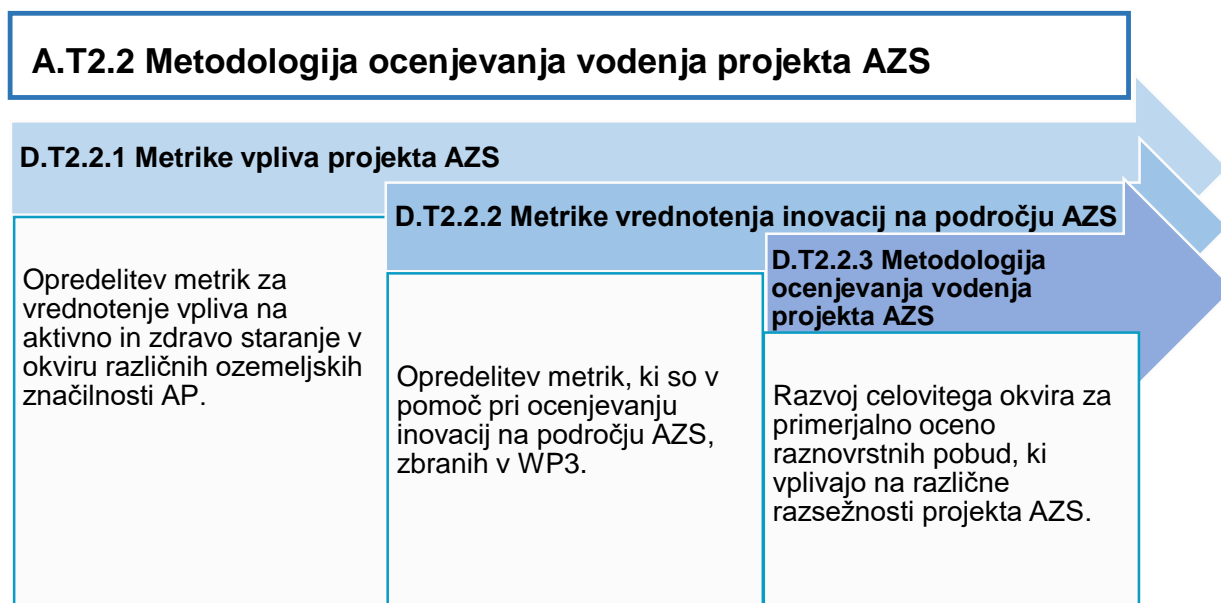 A.T2.2 Metodologija ocenjevanja vodenja projekta AZS
D.T2.2.1 Metrike vpliva projekta AZS
Opredelitev metrik za
vrednotenje vpliva na
aktivno in zdravo staranje v
okviru različnih ozemeljskih
značilnosti AP.
D.T2.2.2 Metrike vrednotenja inovacij na področju AZS
Opredelitev metrik, ki so v
pomoč pri ocenjevanju
inovacij na področju AZS,
zbranih v WP3.
D.T2.2.3 Metodologija
ocenjevanja vodenja
projekta AZS
Razvoj celovitega okvira za
primerjalno oceno
raznovrstnih pobud, ki
vplivajo na različne
razsežnosti projekta AZS.